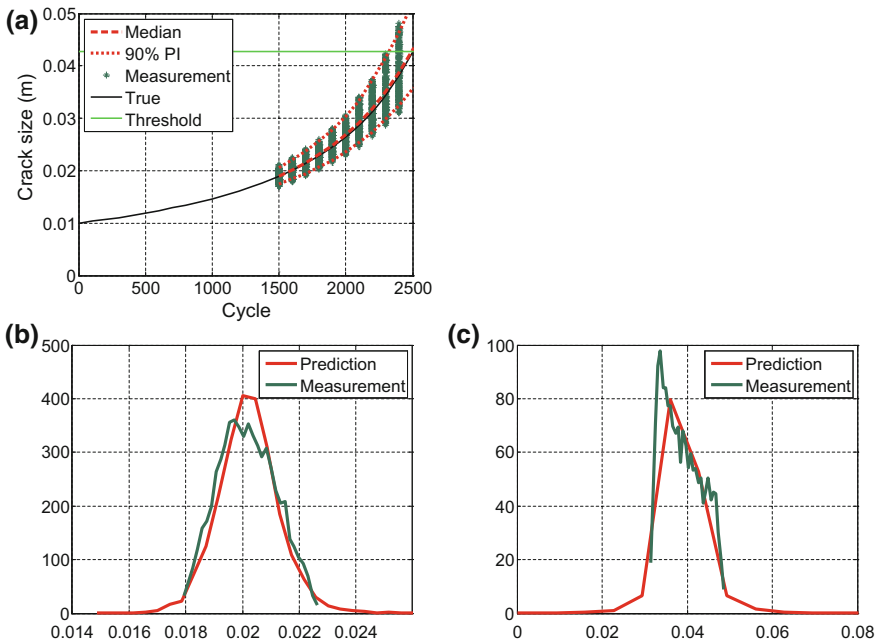 (a)
0.05
0.04
0.03
0.02
0.01
0
Crack size (m)
Median
90% PI
Measurement
True
Threshold
0 500 1000 1500 2000 2500
Cycle
(b)
500
400
300
200
100
0
Prediction
Measurement
0.014 0.016 0.018 0.02 0.022 0.024
(c)
100
80
60
40
20
0
Prediction
Measurement
0 0.02 0.04 0.06 0.08